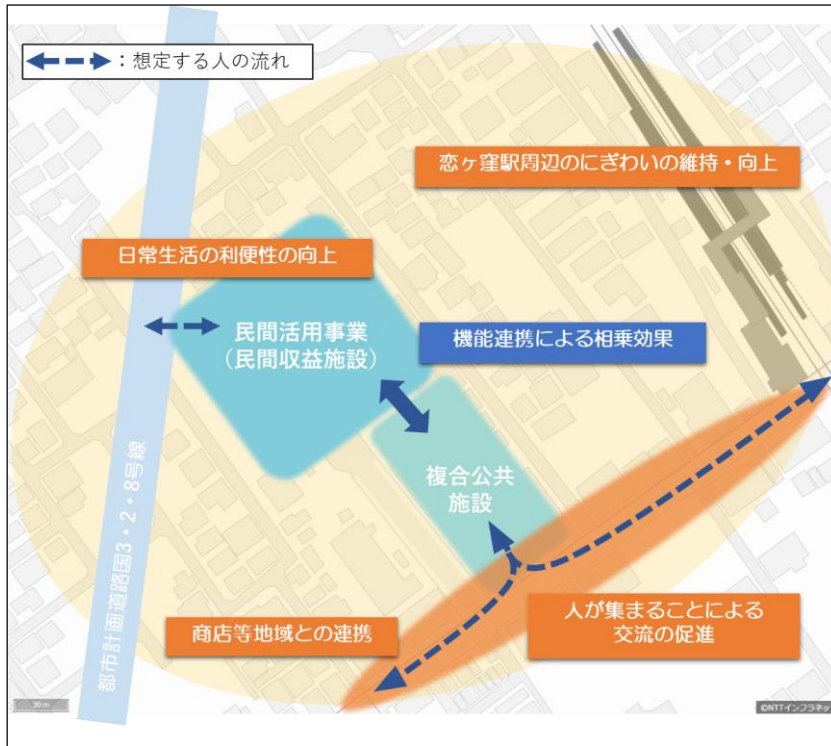 ：想定する人の流れ
恋ヶ窪駅周辺のにぎわいの維持・向上
日常生活の利便性の向上
民間活用事業
（民間収益施設）
機能連携による相乗効果
複合公共
施設
都市計画道路国3・2・8号線
商店等地域との連携
人が集まることによる
交流の促進
30 m
©NTTインフラネット